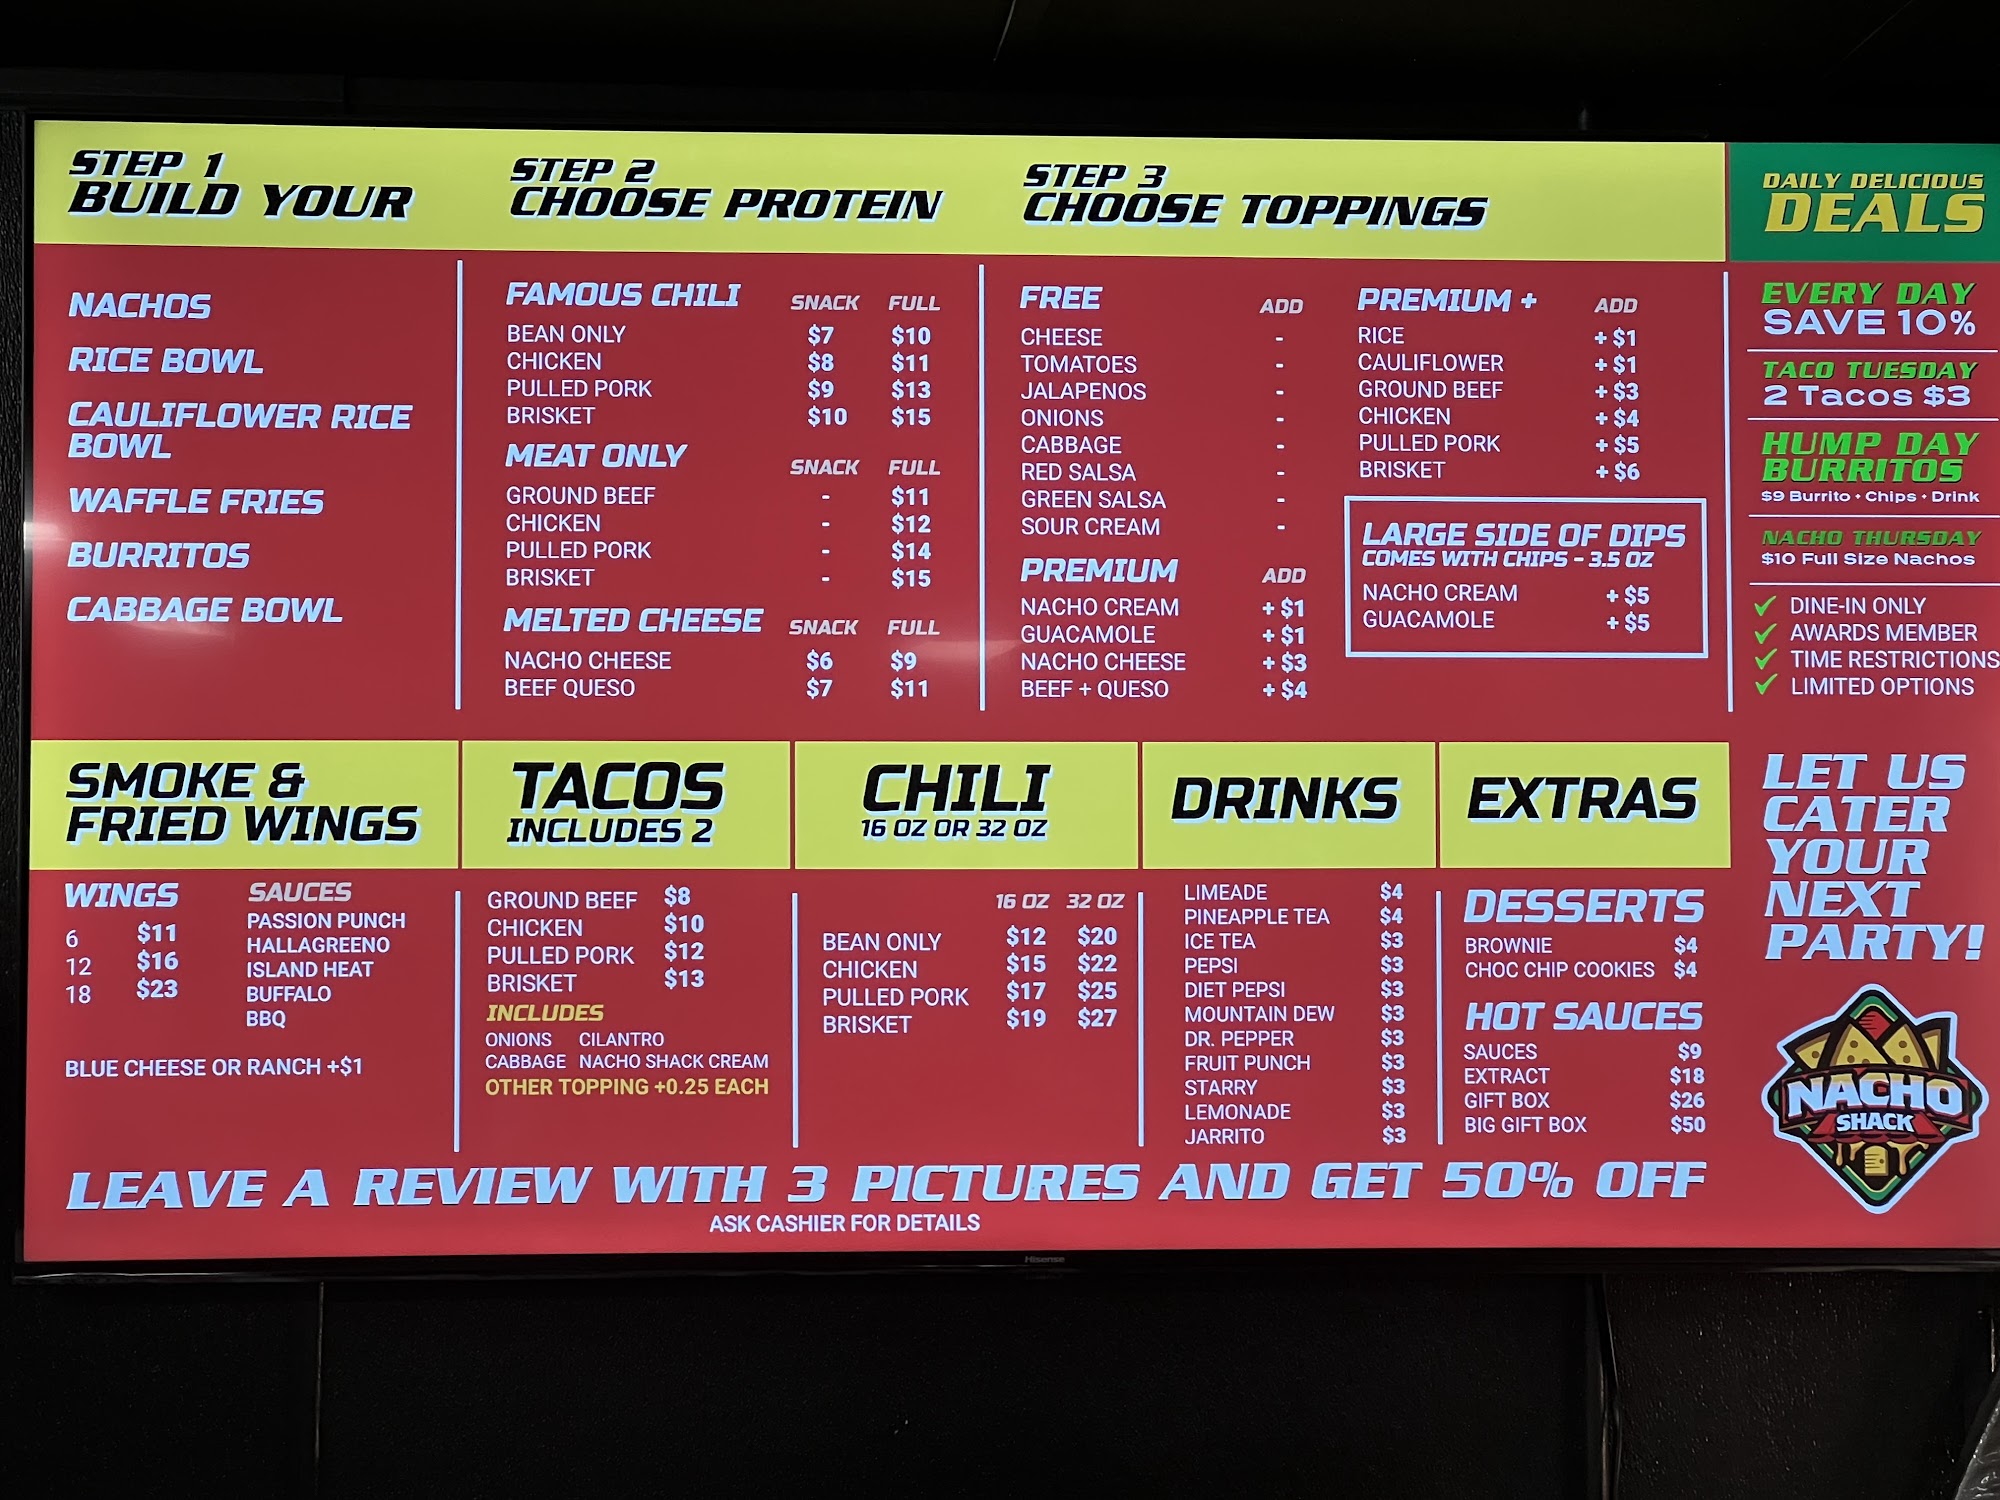 STEP 1
BUILD YOUR
NACHOS
RICE BOWL
CAULIFLOWER RICE
BOWL
WAFFLE FRIES
BURRITOS
CABBAGE BOWL
STEP 2
CHOOSE PROTEIN
FAMOUS CHILI SNACK FULL
BEAN ONLY $7 $10
CHICKEN $8 $11
PULLED PORK $9 $13
BRISKET $10 $15
MEAT ONLY SNACK FULL
GROUND BEEF - $11
CHICKEN - $12
PULLED PORK - $14
BRISKET - $15
MELTED CHEESE SNACK FULL
NACHO CHEESE $6 $9
BEEF QUESO $7 $11
STEP 3
CHOOSE TOPPINGS
FREE ADD
CHEESE -
TOMATOES -
JALAPENOS -
ONIONS -
CABBAGE -
RED SALSA -
GREEN SALSA -
SOUR CREAM -
PREMIUM ADD
NACHO CREAM + $1
GUACAMOLE + $1
NACHO CHEESE + $3
BEEF + QUESO + $4
PREMIUM + ADD
RICE + $1
CAULIFLOWER + $1
GROUND BEEF + $3
CHICKEN + $4
PULLED PORK + $5
BRISKET + $6
LARGE SIDE OF DIPS
COMES WITH CHIPS - 3.5 OZ
NACHO CREAM + $5
GUACAMOLE + $5
DAILY DELICIOUS
DEALS
EVERY DAY
SAVE 10%
TACO TUESDAY
2 Tacos $3
HUMP DAY
BURRITOS
$9 Burrito • Chips • Drink
NACHO THURSDAY
$10 Full Size Nachos
✓ DINE-IN ONLY
✓ AWARDS MEMBER
✓ TIME RESTRICTIONS
✓ LIMITED OPTIONS
SMOKE &
FRIED WINGS
WINGS
6 $11
12 $16
18 $23
SAUCES
PASSION PUNCH
HALLAGREENO
ISLAND HEAT
BUFFALO
BBQ
BLUE CHEESE OR RANCH +$1
TACOS
INCLUDES 2
GROUND BEEF $8
CHICKEN $10
PULLED PORK $12
BRISKET $13
INCLUDES
ONIONS CILANTRO
CABBAGE NACHO SHACK CREAM
OTHER TOPPING +0.25 EACH
CHILI
16 OZ OR 32 OZ
16 OZ 32 OZ
BEAN ONLY $12 $20
CHICKEN $15 $22
PULLED PORK $17 $25
BRISKET $19 $27
DRINKS
LIMEADE $4
PINEAPPLE TEA $4
ICE TEA $3
PEPSI $3
DIET PEPSI $3
MOUNTAIN DEW $3
DR. PEPPER $3
FRUIT PUNCH $3
STARRY $3
LEMONADE $3
JARRITO $3
EXTRAS
DESSERTS
BROWNIE $4
CHOC CHIP COOKIES $4
HOT SAUCES
SAUCES $9
EXTRACT $18
GIFT BOX $26
BIG GIFT BOX $50
LET US
CATER
YOUR
NEXT
PARTY!
NACHO
SHACK
LEAVE A REVIEW WITH 3 PICTURES AND GET 50% OFF
ASK CASHIER FOR DETAILS
Hisense